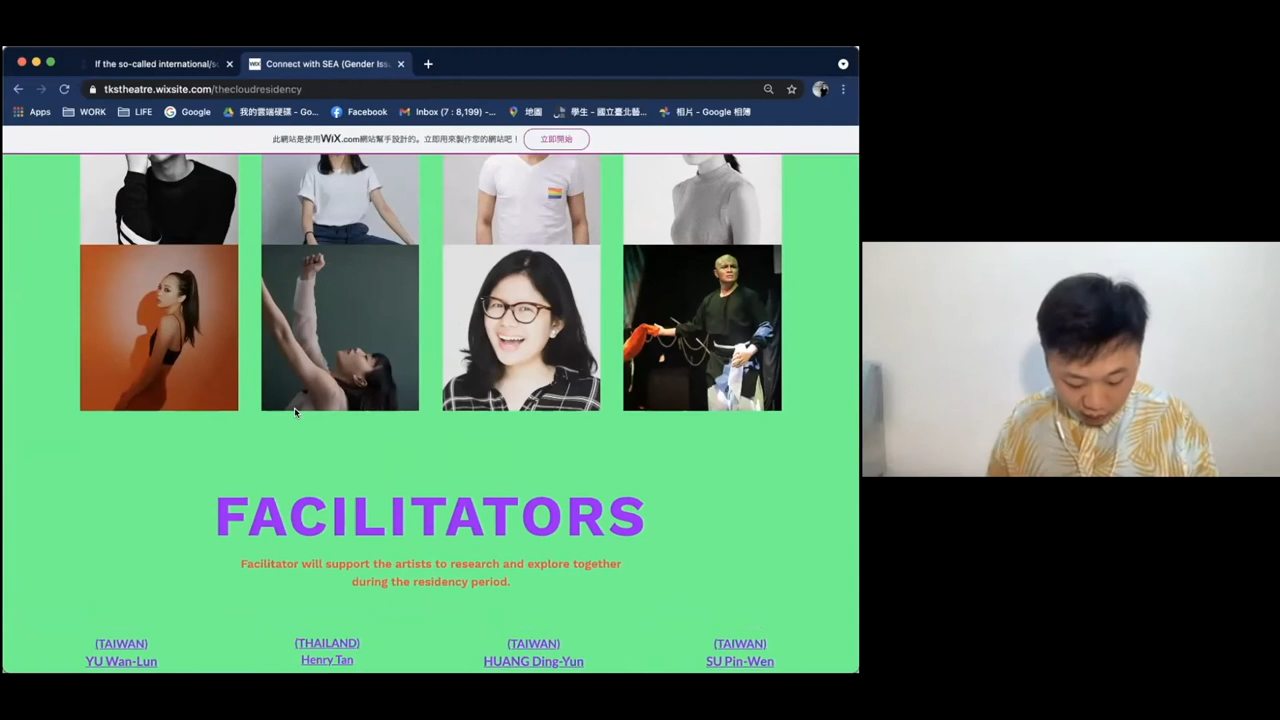 If the so-called international/s
WiX Connect with SEA (Gender Iss
tkstheatre.wixsite.com/thecloudresidency
Apps WORK LIFE Google 我的雲端硬碟 - Go... Facebook Inbox (7 : 8,199) -... 地圖 學生 - 國立臺北藝... 相片 - Google 相簿
此網站是使用WiX.com網站幫手設計的。立即用來製作您的網站吧！ 立即開始
FACILITATORS
Facilitator will support the artists to research and explore together
during the residency period.
(TAIWAN) (THAILAND) (TAIWAN) (TAIWAN)
YU Wan-Lun Henry Tan HUANG Ding-Yun SU Pin-Wen